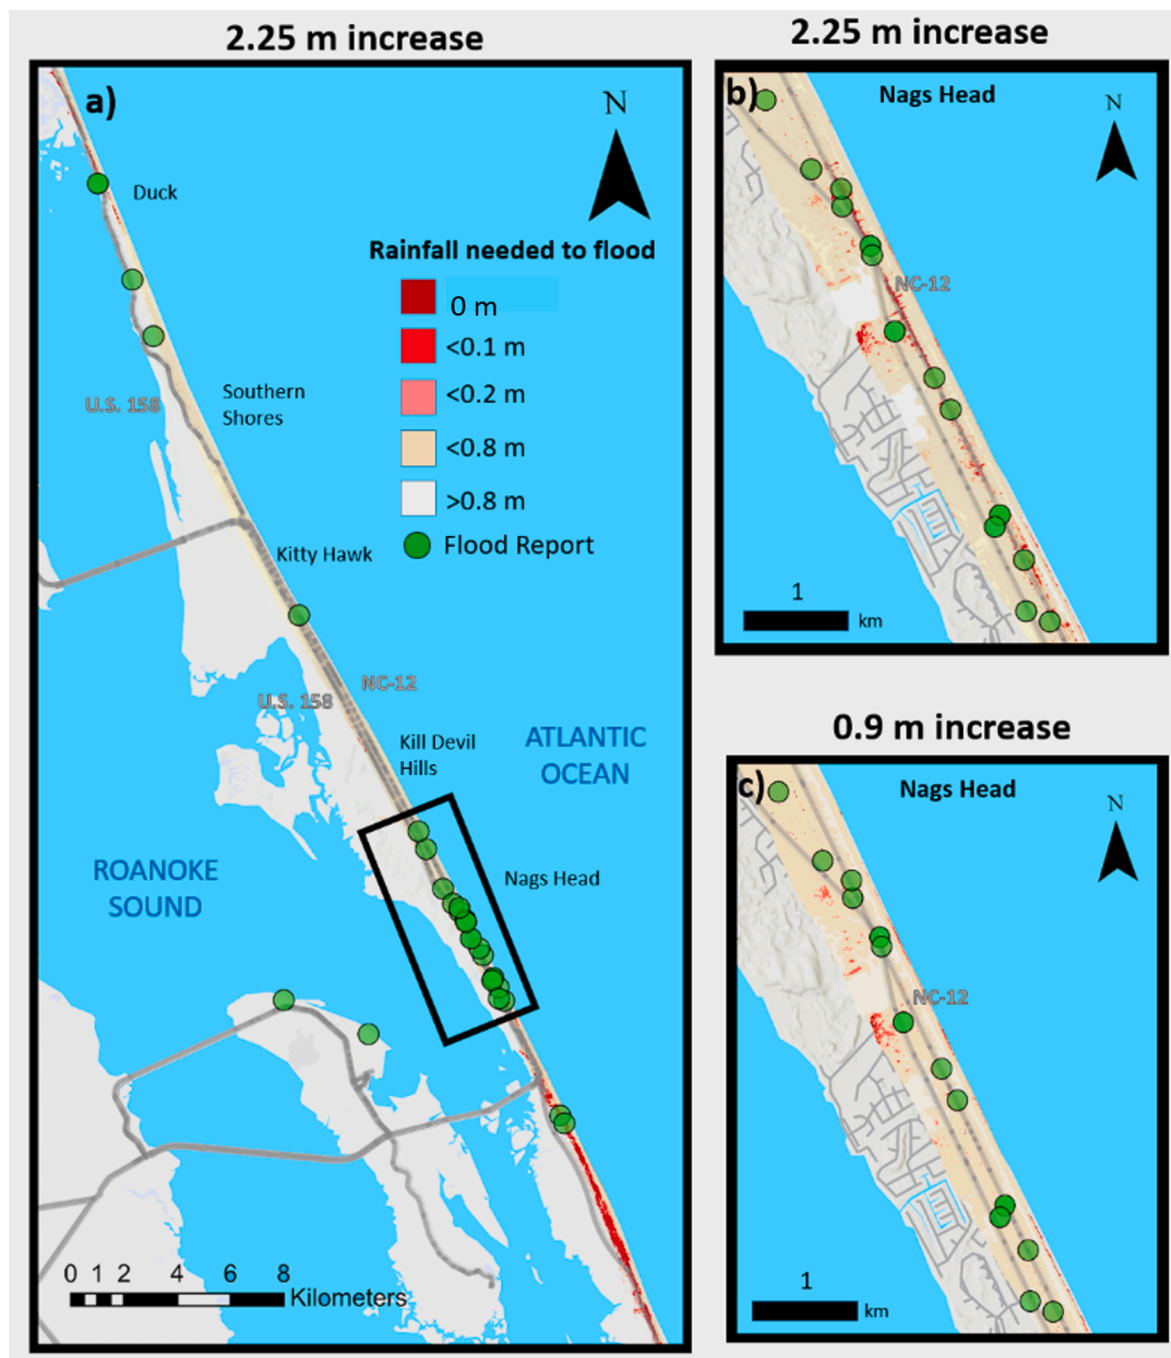 2.25 m increase
a)
N
Duck
Rainfall needed to flood
0 m
<0.1 m
<0.2 m
<0.8 m
>0.8 m
Flood Report
Southern
Shores
U.S. 158
Kitty Hawk
NC-12
U.S. 158
Kill Devil
Hills
ATLANTIC
OCEAN
ROANOKE
SOUND
Nags Head
0 1 2 4 6 8
Kilometers
2.25 m increase
b)
Nags Head
N
NC-12
1
km
0.9 m increase
c)
Nags Head
N
NC-12
1
km